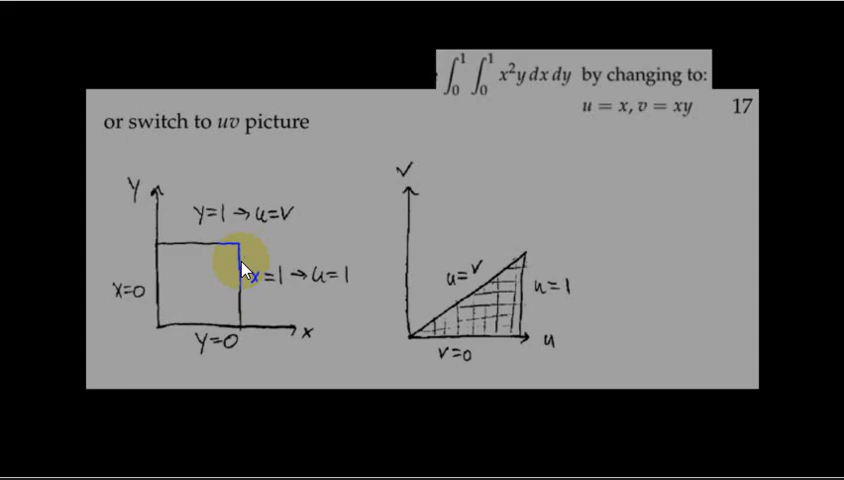 ∫₀¹ ∫₀¹ x²y dx dy by changing to:
u = x, v = xy 17
or switch to uv picture
y
y=1 → u=v
x=1 → u=1
x=0
y=0
x
v
u=v
u=1
v=0
u